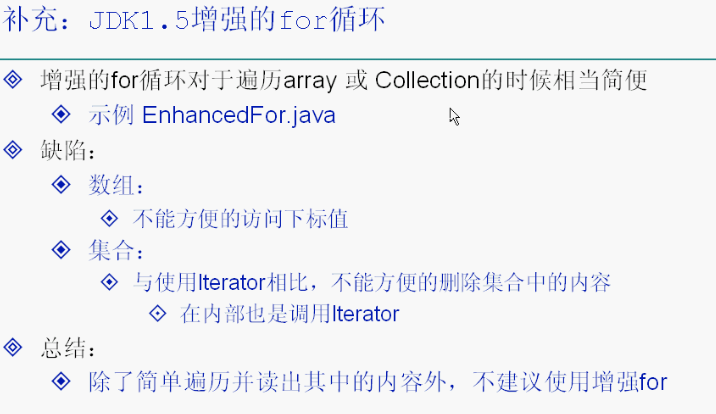 补充：JDK1.5增强的for循环
增强的for循环对于遍历array 或 Collection的时候相当简便
示例 EnhancedFor.java
缺陷：
数组：
不能方便的访问下标值
集合：
与使用Iterator相比，不能方便的删除集合中的内容
在内部也是调用Iterator
总结：
除了简单遍历并读出其中的内容外，不建议使用增强for